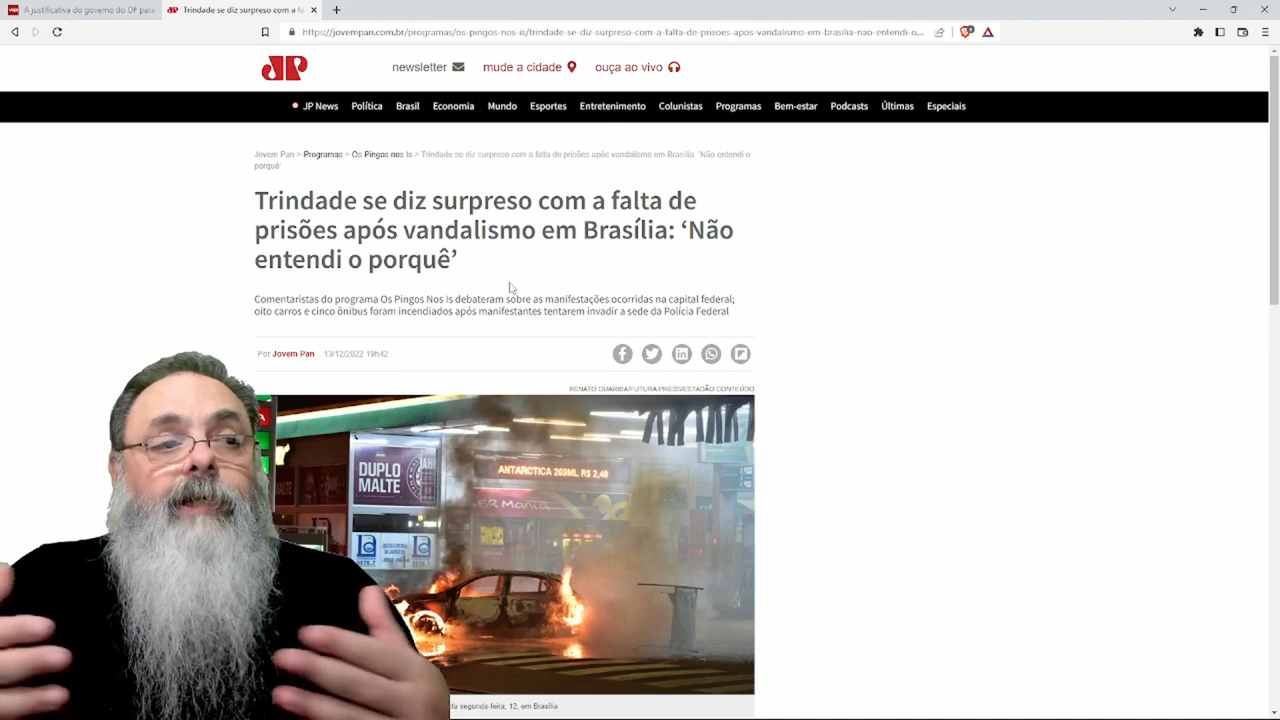 A justificativa do governo do DF para
Trindade se diz surpreso com a fa
https://jovempan.com.br/programas/os-pingos-nos-is/trindade-se-diz-surpreso-com-a-falta-de-prisoes-apos-vandalismo-em-brasilia-nao-entendi-o...
JP
newsletter
mude a cidade
ouça ao vivo
JP News Política Brasil Economia Mundo Esportes Entretenimento Colunistas Programas Bem-estar Podcasts Últimas Especiais
Jovem Pan > Programas > Os Pingos nos Is > Trindade se diz surpreso com a falta de prisões após vandalismo em Brasília: 'Não entendi o
porquê'
Trindade se diz surpreso com a falta de
prisões após vandalismo em Brasília: ‘Não
entendi o porquê’
Comentaristas do programa Os Pingos Nos Is debateram sobre as manifestações ocorridas na capital federal;
oito carros e cinco ônibus foram incendiados após manifestantes tentarem invadir a sede da Polícia Federal
Por Jovem Pan 13/12/2022 19h42
RENATO GUARIBA/FUTURA PRESS/ESTADÃO CONTEÚDO
ANTARCTICA 269ML R$ 2,49
DUPLO
MALTE
BR Mania
segunda-feira, 12, em Brasília